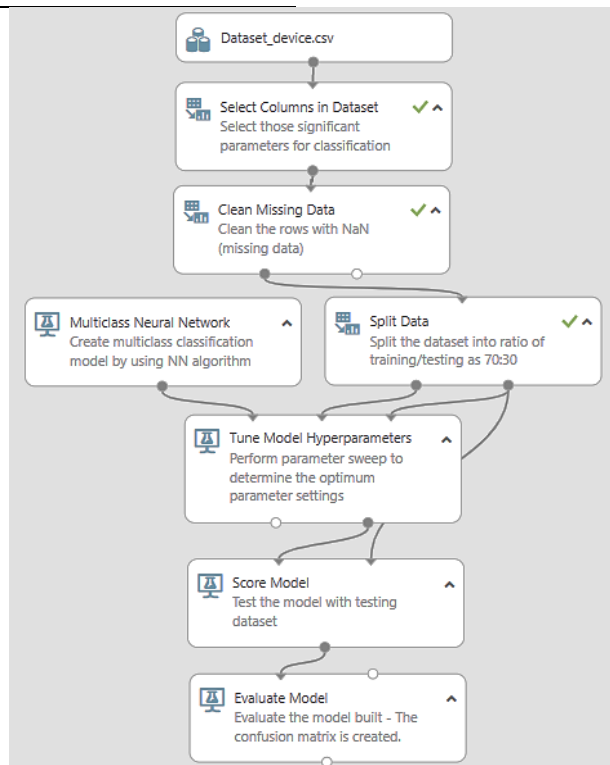 Dataset_device.csv
Select Columns in Dataset
Select those significant
parameters for classification
Clean Missing Data
Clean the rows with NaN
(missing data)
Multiclass Neural Network
Create multiclass classification
model by using NN algorithm
Split Data
Split the dataset into ratio of
training/testing as 70:30
Tune Model Hyperparameters
Perform parameter sweep to
determine the optimum
parameter settings
Score Model
Test the model with testing
dataset
Evaluate Model
Evaluate the model built - The
confusion matrix is created.